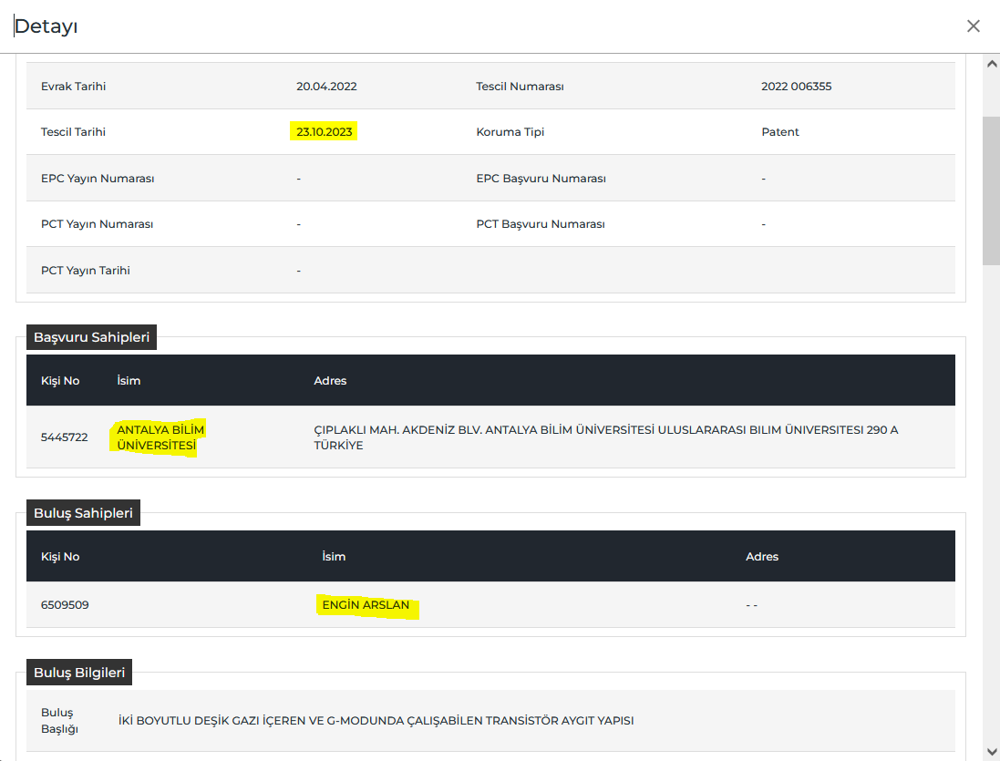 Detayı
Evrak Tarihi 20.04.2022 Tescil Numarası 2022 006355
Tescil Tarihi 23.10.2023 Koruma Tipi Patent
EPC Yayın Numarası - EPC Başvuru Numarası -
PCT Yayın Numarası - PCT Başvuru Numarası -
PCT Yayın Tarihi -
Başvuru Sahipleri
Kişi No İsim Adres
5445722 ANTALYA BİLİM ÜNİVERSİTESİ ÇIPLAKLI MAH. AKDENİZ BLV. ANTALYA BİLİM ÜNİVERSİTESİ ULUSLARARASI BILIM ÜNIVERSITESI 290 A
TÜRKİYE
Buluş Sahipleri
Kişi No İsim Adres
6509509 ENGİN ARSLAN - -
Buluş Bilgileri
Buluş
Başlığı İKİ BOYUTLU DEŞİK GAZI İÇEREN VE G-MODUNDA ÇALIŞABİLEN TRANSİSTÖR AYGIT YAPISI